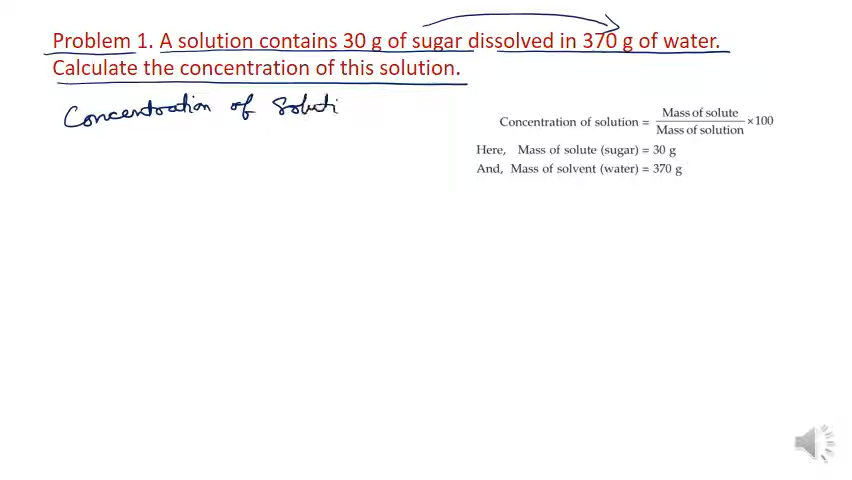 Problem 1. A solution contains 30 g of sugar dissolved in 370 g of water.
Calculate the concentration of this solution.
Concentration of Soluti
Concentration of solution = Mass of solute / Mass of solution ×100
Here, Mass of solute (sugar) = 30 g
And, Mass of solvent (water) = 370 g